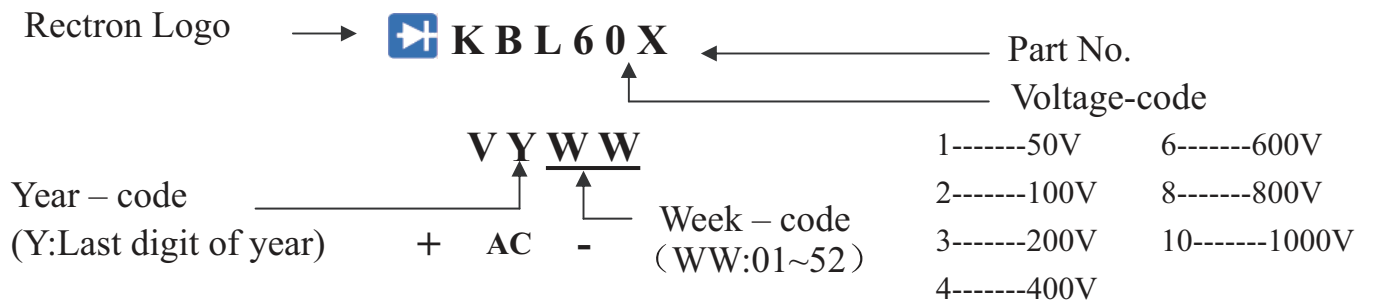 Rectron Logo
K B L 6 0 X
Part No.
Voltage-code
V Y W W
1-------50V 6-------600V
Year – code
2-------100V 8-------800V
Week – code
(Y:Last digit of year) + AC -
3-------200V 10-------1000V
（WW:01~52）
4-------400V